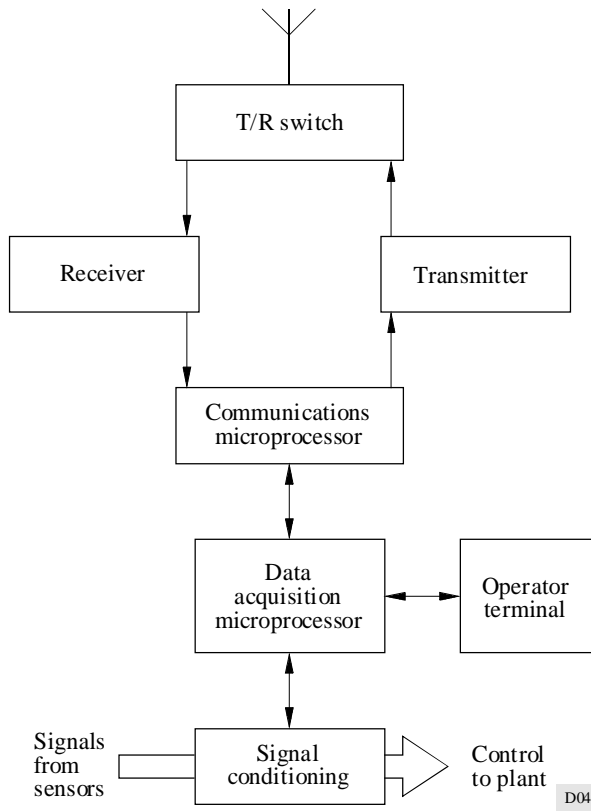 T/R switch
Receiver
Transmitter
Communications
microprocessor
Data
acquisition
microprocessor
Operator
terminal
Signals
from
sensors
Signal
conditioning
Control
to plant
D04